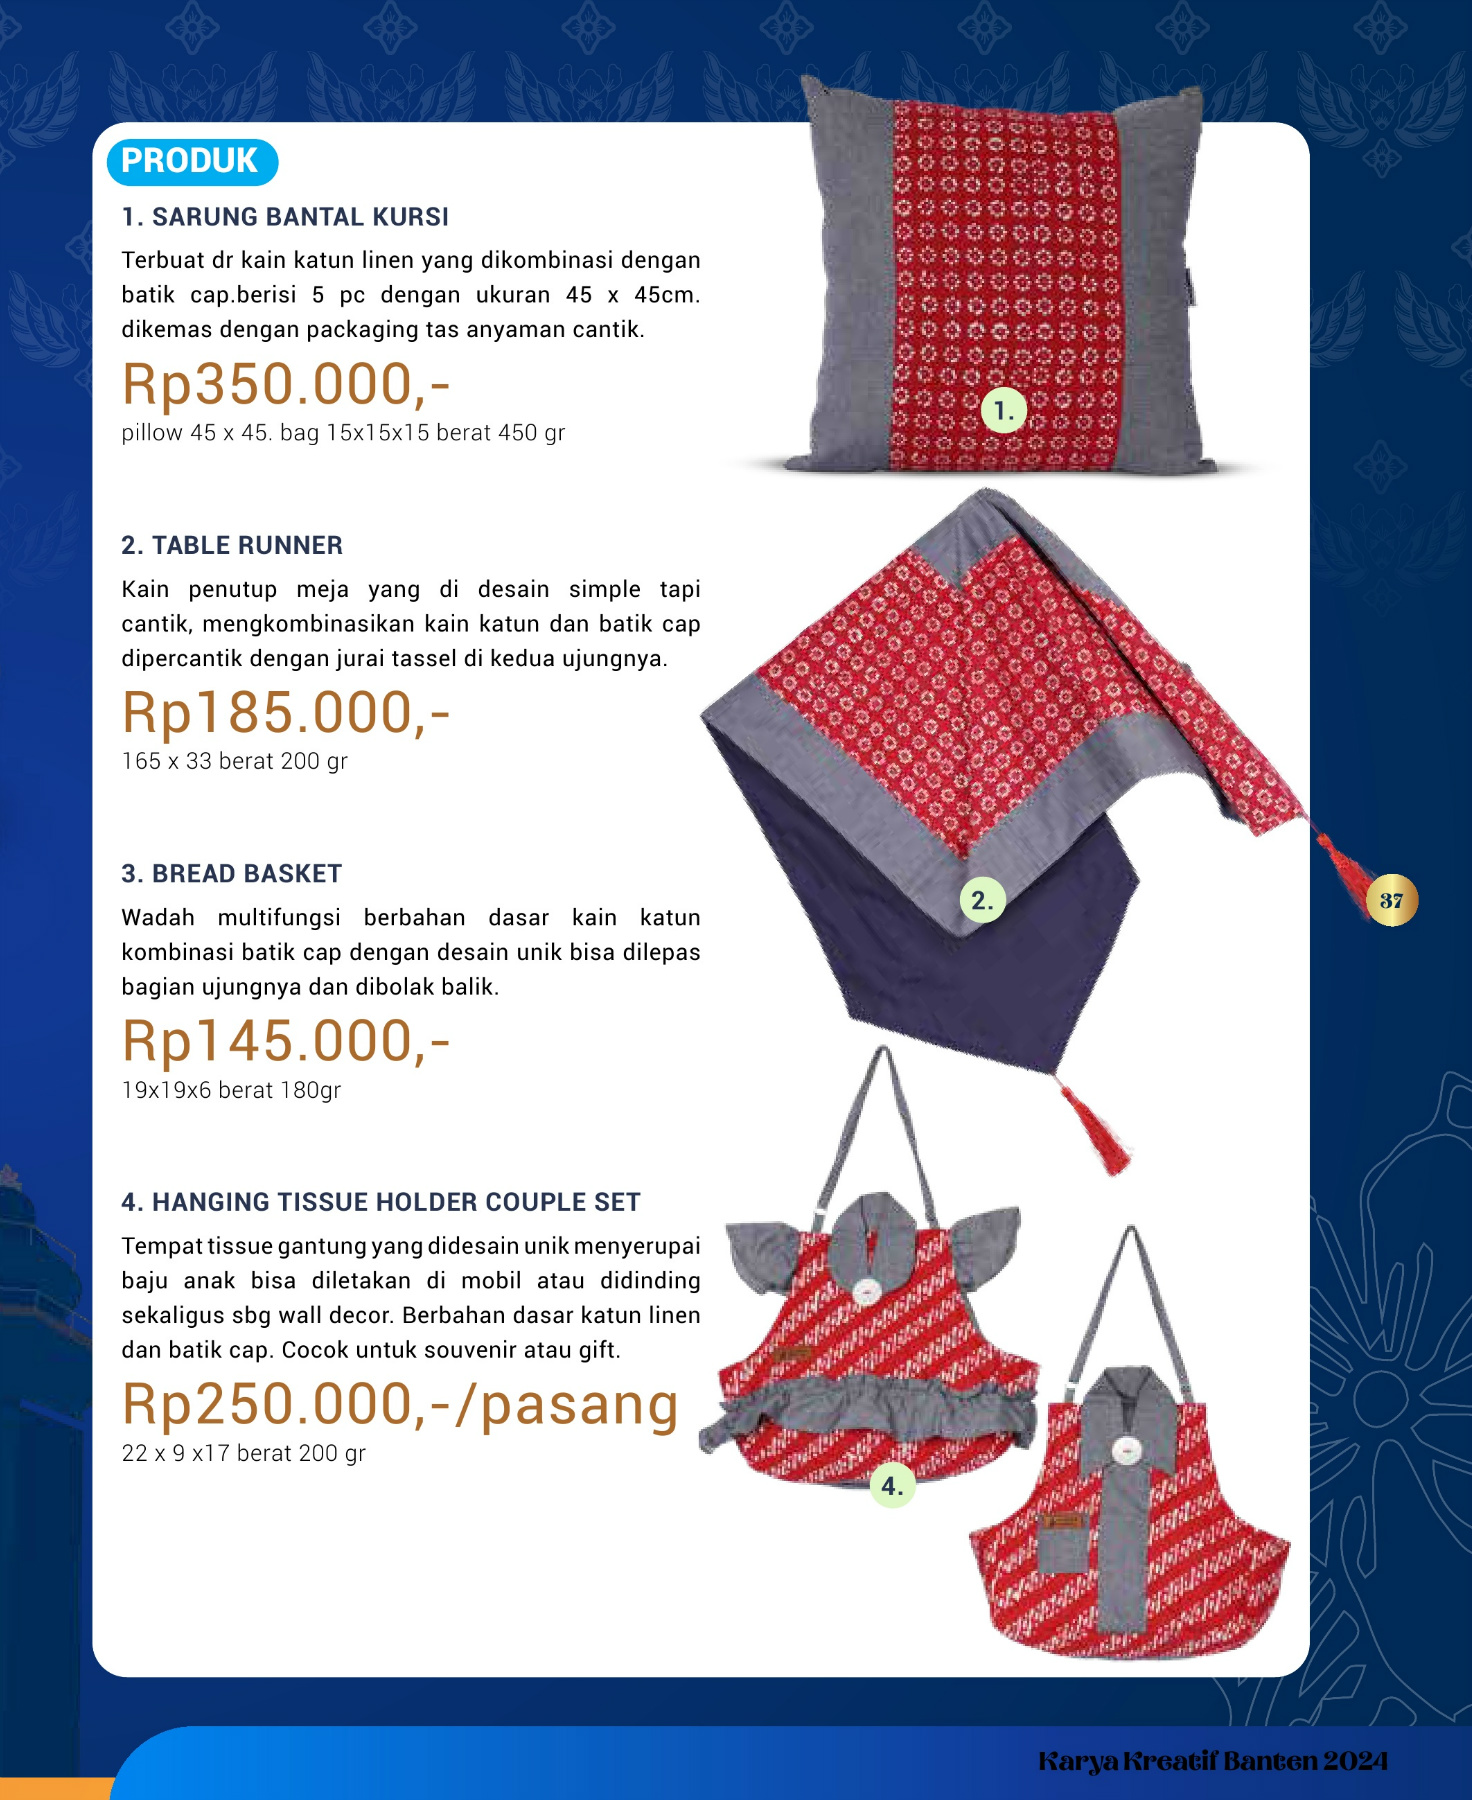 PRODUK
1. SARUNG BANTAL KURSI
Terbuat dr kain katun linen yang dikombinasi dengan
batik cap.berisi 5 pc dengan ukuran 45 x 45cm.
dikemas dengan packaging tas anyaman cantik.
Rp350.000,-
pillow 45 x 45. bag 15x15x15 berat 450 gr
1.
2. TABLE RUNNER
Kain penutup meja yang di desain simple tapi
cantik, mengkombinasikan kain katun dan batik cap
dipercantik dengan jurai tassel di kedua ujungnya.
Rp185.000,-
165 x 33 berat 200 gr
2.
37
3. BREAD BASKET
Wadah multifungsi berbahan dasar kain katun
kombinasi batik cap dengan desain unik bisa dilepas
bagian ujungnya dan dibolak balik.
Rp145.000,-
19x19x6 berat 180gr
4. HANGING TISSUE HOLDER COUPLE SET
Tempat tissue gantung yang didesain unik menyerupai
baju anak bisa diletakan di mobil atau didinding
sekaligus sbg wall decor. Berbahan dasar katun linen
dan batik cap. Cocok untuk souvenir atau gift.
Rp250.000,-/pasang
22 x 9 x17 berat 200 gr
4.
Karya Kreatif Banten 2024